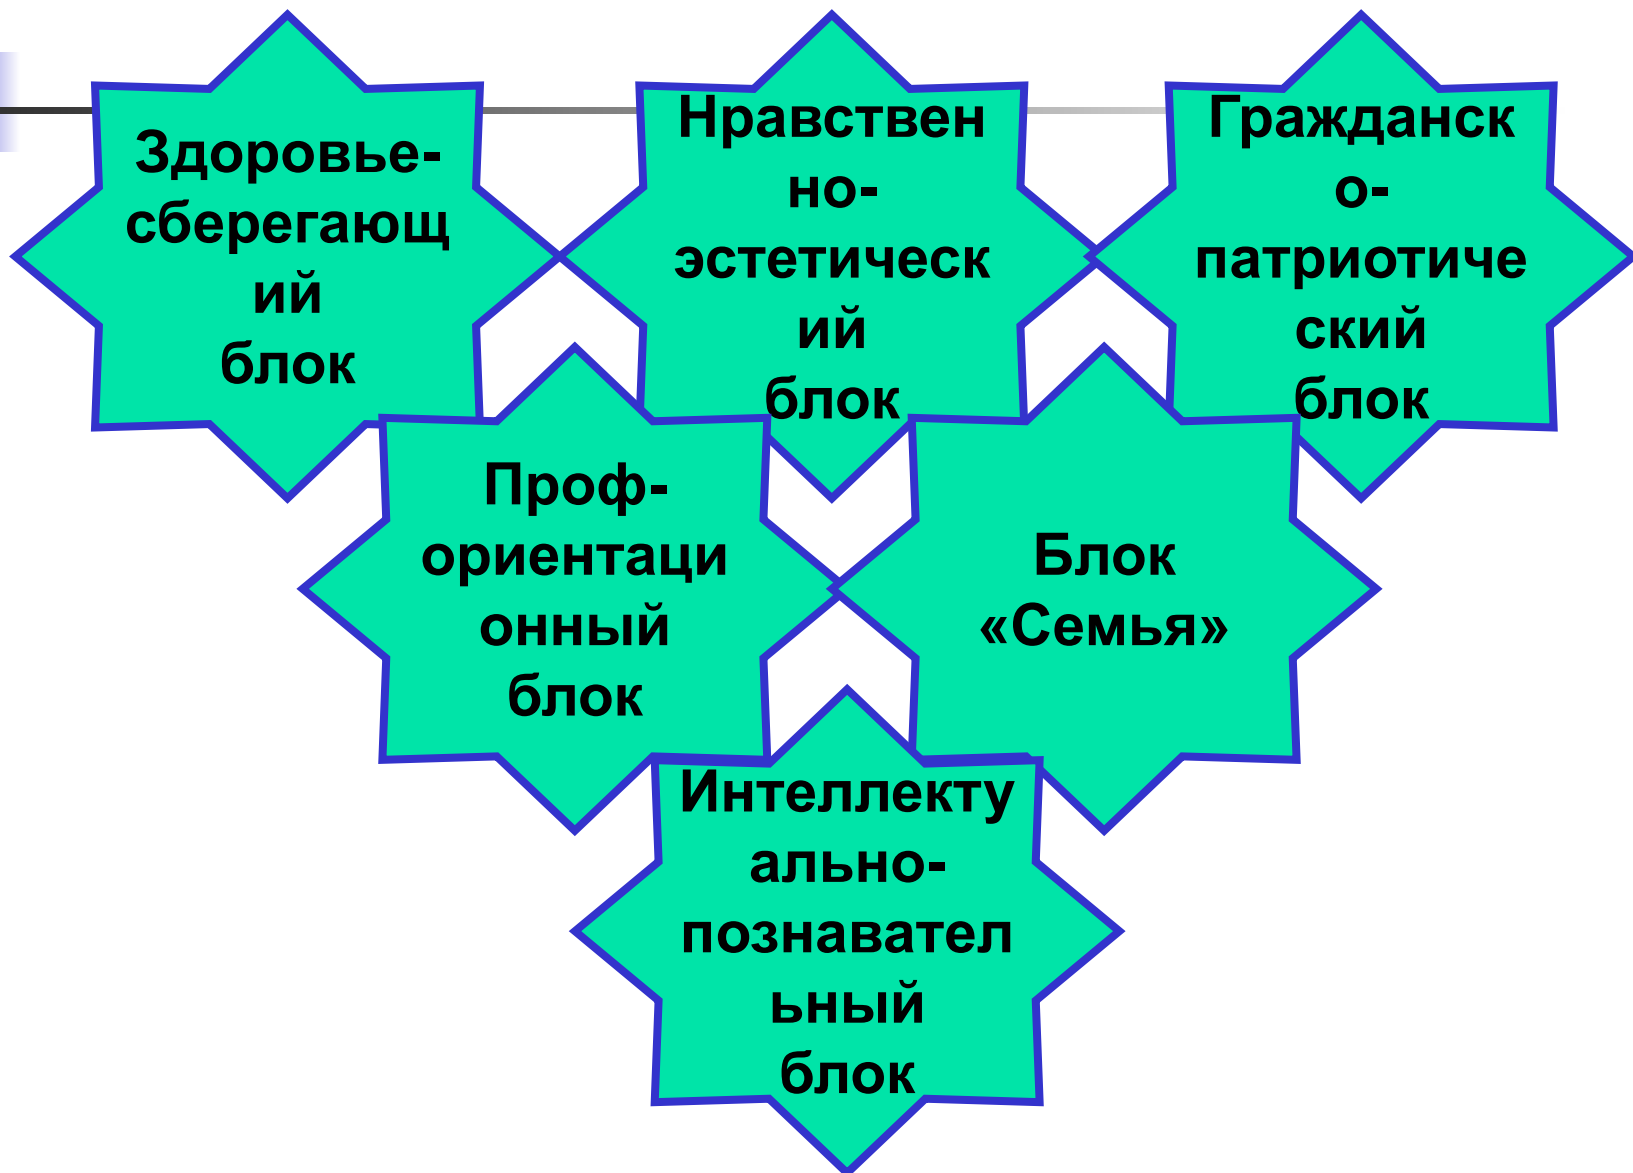 Здоровье-
сберегающ
ий
блок
Нравствен
но-
эстетическ
ий
блок
Гражданск
о-
патриотиче
ский
блок
Проф-
ориентаци
онный
блок
Блок
«Семья»
Интеллекту
ально-
познавател
ьный
блок